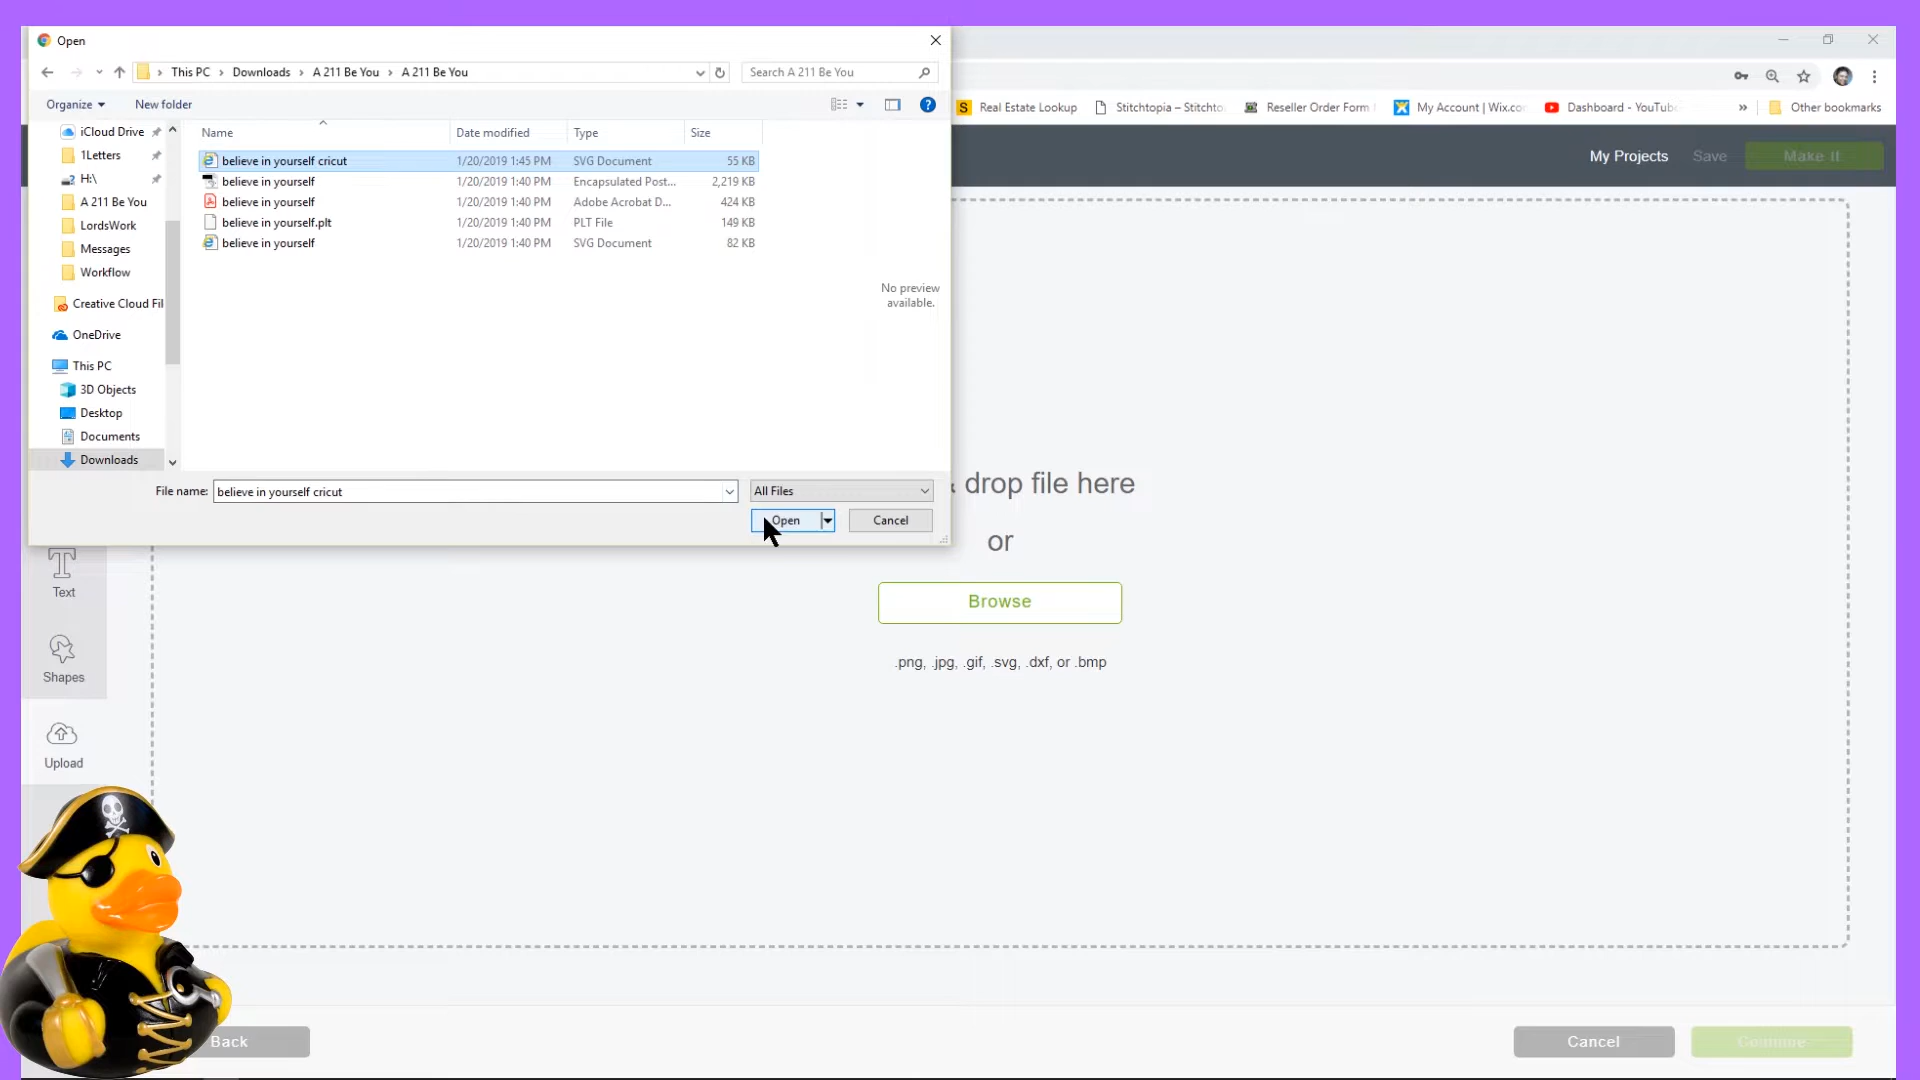 Open
This PC > Downloads > A 211 Be You > A 211 Be You
Search A 211 Be You
Organize
New folder
Real Estate Lookup
Stitchtopia – Stitchto
Reseller Order Form
My Account | Wix.co
Dashboard - YouTub
» Other bookmarks
Name Date modified Type Size
believe in yourself cricut 1/20/2019 1:45 PM SVG Document 55 KB
believe in yourself 1/20/2019 1:40 PM Encapsulated Post... 2,219 KB
believe in yourself 1/20/2019 1:40 PM Adobe Acrobat D... 424 KB
believe in yourself.plt 1/20/2019 1:40 PM PLT File 149 KB
believe in yourself 1/20/2019 1:40 PM SVG Document 82 KB
iCloud Drive
1Letters
H:\
A 211 Be You
LordsWork
Messages
Workflow
Creative Cloud Fil
OneDrive
This PC
3D Objects
Desktop
Documents
Downloads
No preview
available.
File name: believe in yourself cricut
All Files
Open
Cancel
My Projects
Save
Make It
drop file here
or
Browse
.png, .jpg, .gif, .svg, .dxf, or .bmp
Text
Shapes
Upload
Back
Cancel
Continue